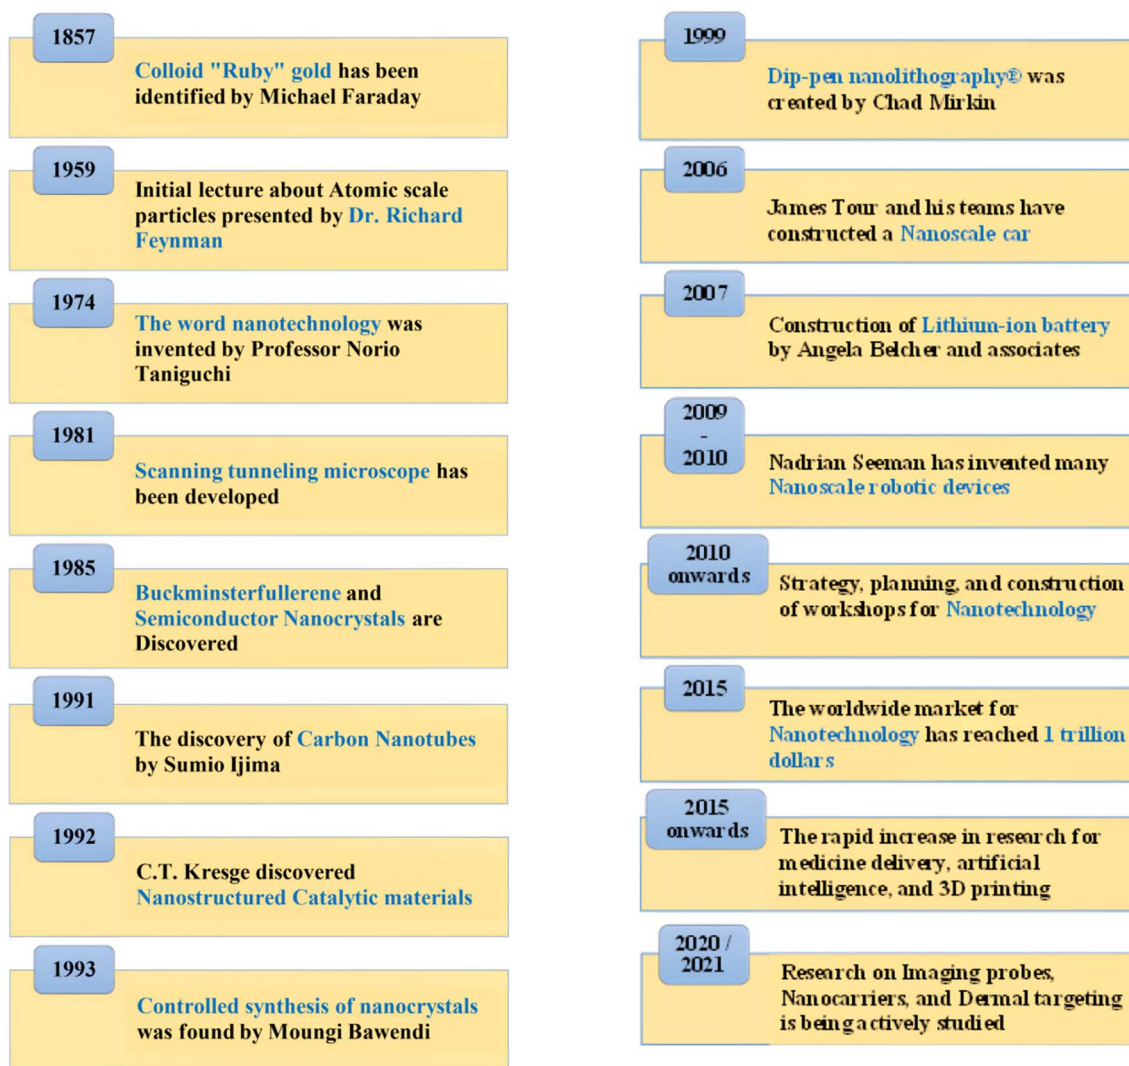 1857
Colloid "Ruby" gold has been
identified by Michael Faraday
1959
Initial lecture about Atomic scale
particles presented by Dr. Richard
Feynman
1974
The word nanotechnology was
invented by Professor Norio
Taniguchi
1981
Scanning tunneling microscope has
been developed
1985
Buckminsterfullerene and
Semiconductor Nanocrystals are
Discovered
1991
The discovery of Carbon Nanotubes
by Sumio Ijima
1992
C.T. Kresge discovered
Nanostructured Catalytic materials
1993
Controlled synthesis of nanocrystals
was found by Moungi Bawendi
1999
Dip-pen nanolithography® was
created by Chad Mirkin
2006
James Tour and his teams have
constructed a Nanoscale car
2007
Construction of Lithium-ion battery
by Angela Belcher and associates
2009
-
2010
Nadrian Seeman has invented many
Nanoscale robotic devices
2010
onwards
Strategy, planning, and construction
of workshops for Nanotechnology
2015
The worldwide market for
Nanotechnology has reached 1 trillion
dollars
2015
onwards
The rapid increase in research for
medicine delivery, artificial
intelligence, and 3D printing
2020 /
2021
Research on Imaging probes,
Nanocarriers, and Dermal targeting
is being actively studied